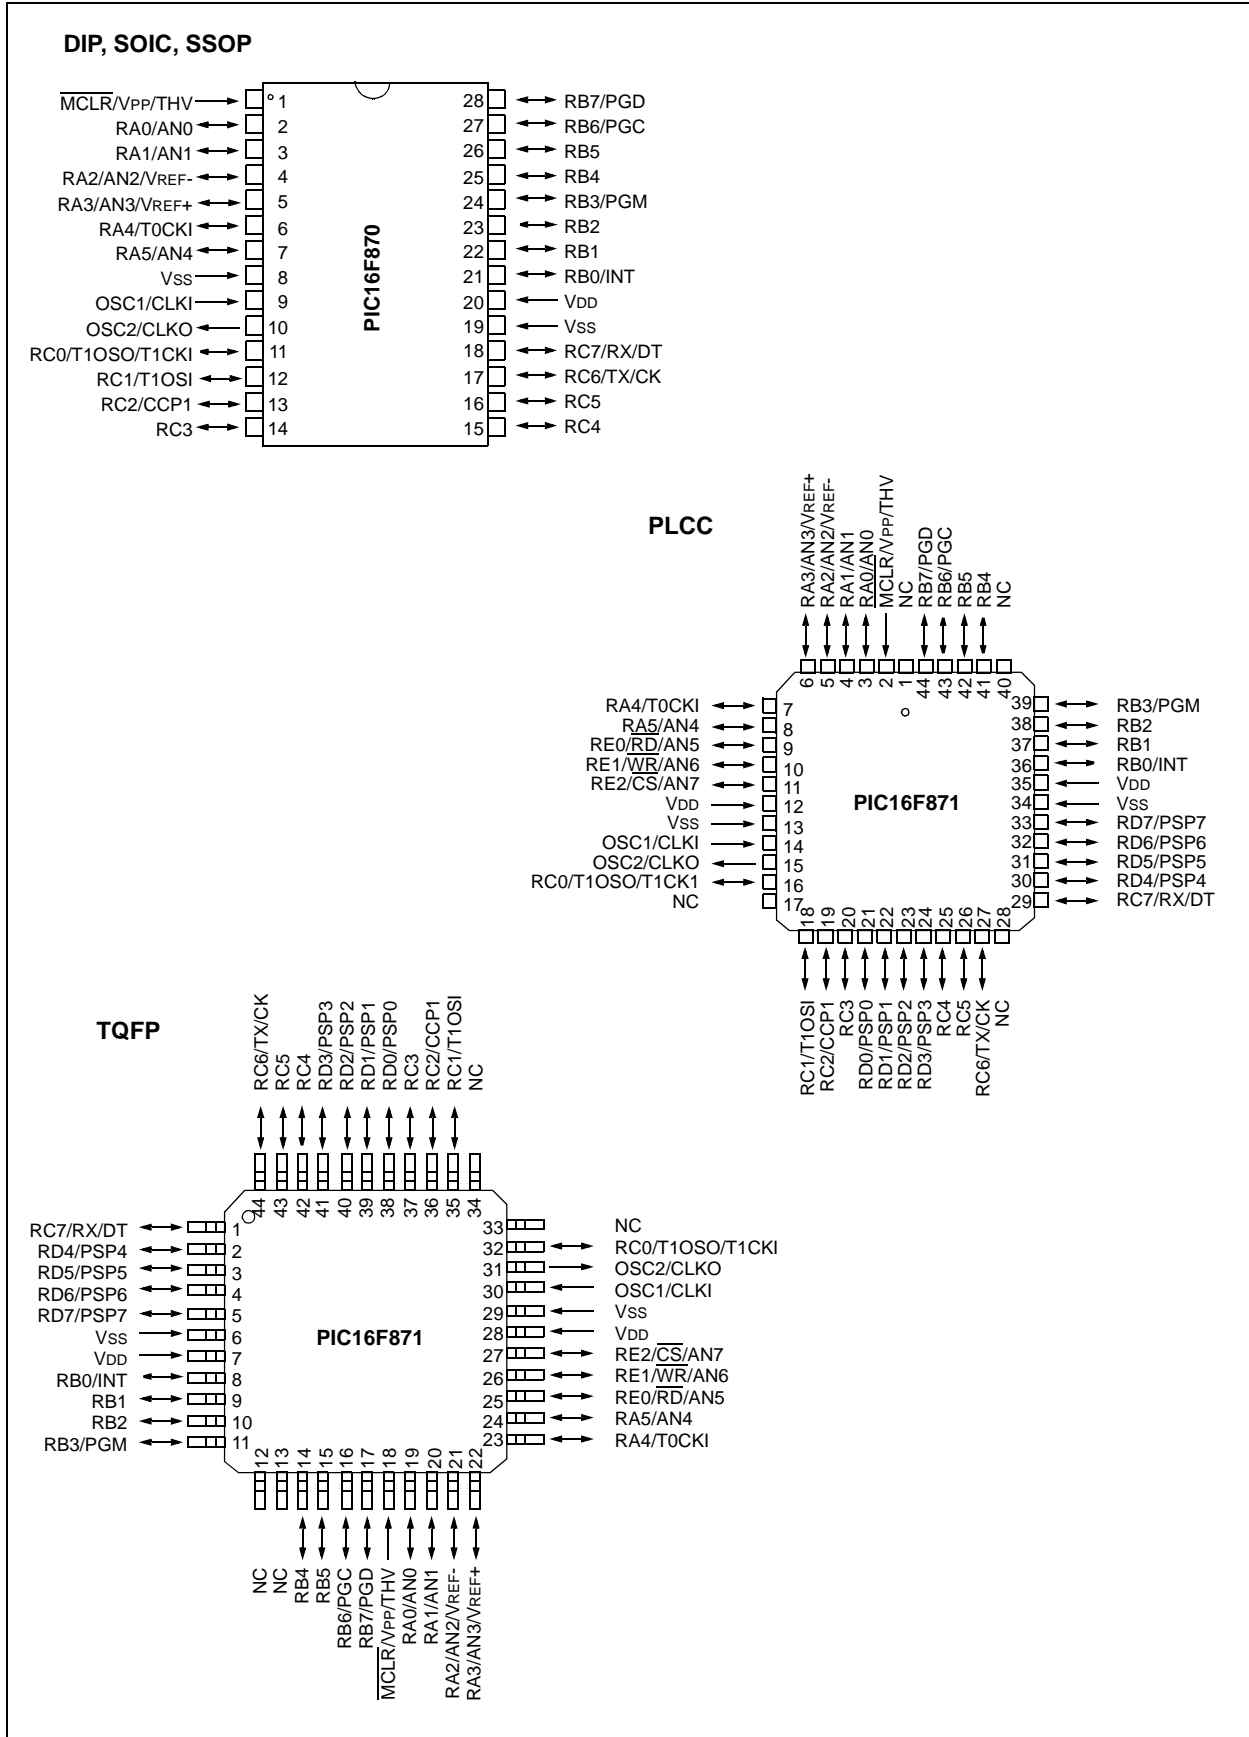 DIP, SOIC, SSOP
MCLR/VPP/THV 1 28 RB7/PGD
RA0/AN0 2 27 RB6/PGC
RA1/AN1 3 26 RB5
RA2/AN2/VREF- 4 25 RB4
RA3/AN3/VREF+ 5 24 RB3/PGM
RA4/T0CKI 6 23 RB2
RA5/AN4 7 22 RB1
VSS 8 21 RB0/INT
OSC1/CLKI 9 20 VDD
OSC2/CLKO 10 19 VSS
RC0/T1OSO/T1CKI 11 18 RC7/RX/DT
RC1/T1OSI 12 17 RC6/TX/CK
RC2/CCP1 13 16 RC5
RC3 14 15 RC4
PIC16F870
PLCC
RA3/AN3/VREF+
RA2/AN2/VREF-
RA1/AN1
RA0/AN0
MCLR/VPP/THV
NC
RB7/PGD
RB6/PGC
RB5
RB4
NC
6 5 4 3 2 1 44 43 42 41 40
RA4/T0CKI 7 39 RB3/PGM
RA5/AN4 8 38 RB2
RE0/RD/AN5 9 37 RB1
RE1/WR/AN6 10 36 RB0/INT
RE2/CS/AN7 11 35 VDD
VDD 12 34 VSS
VSS 13 33 RD7/PSP7
OSC1/CLKI 14 32 RD6/PSP6
OSC2/CLKO 15 31 RD5/PSP5
RC0/T1OSO/T1CK1 16 30 RD4/PSP4
NC 17 29 RC7/RX/DT
PIC16F871
18 19 20 21 22 23 24 25 26 27 28
RC1/T1OSI
RC2/CCP1
RC3
RD0/PSP0
RD1/PSP1
RD2/PSP2
RD3/PSP3
RC4
RC5
RC6/TX/CK
NC
TQFP
RC6/TX/CK
RC5
RC4
RD3/PSP3
RD2/PSP2
RD1/PSP1
RD0/PSP0
RC3
RC2/CCP1
RC1/T1OSI
NC
44 43 42 41 40 39 38 37 36 35 34
RC7/RX/DT 1 33 NC
RD4/PSP4 2 32 RC0/T1OSO/T1CKI
RD5/PSP5 3 31 OSC2/CLKO
RD6/PSP6 4 30 OSC1/CLKI
RD7/PSP7 5 29 VSS
VSS 6 28 VDD
VDD 7 27 RE2/CS/AN7
RB0/INT 8 26 RE1/WR/AN6
RB1 9 25 RE0/RD/AN5
RB2 10 24 RA5/AN4
RB3/PGM 11 23 RA4/T0CKI
PIC16F871
12 13 14 15 16 17 18 19 20 21 22
NC
NC
RB4
RB5
RB6/PGC
RB7/PGD
MCLR/VPP/THV
RA0/AN0
RA1/AN1
RA2/AN2/VREF-
RA3/AN3/VREF+